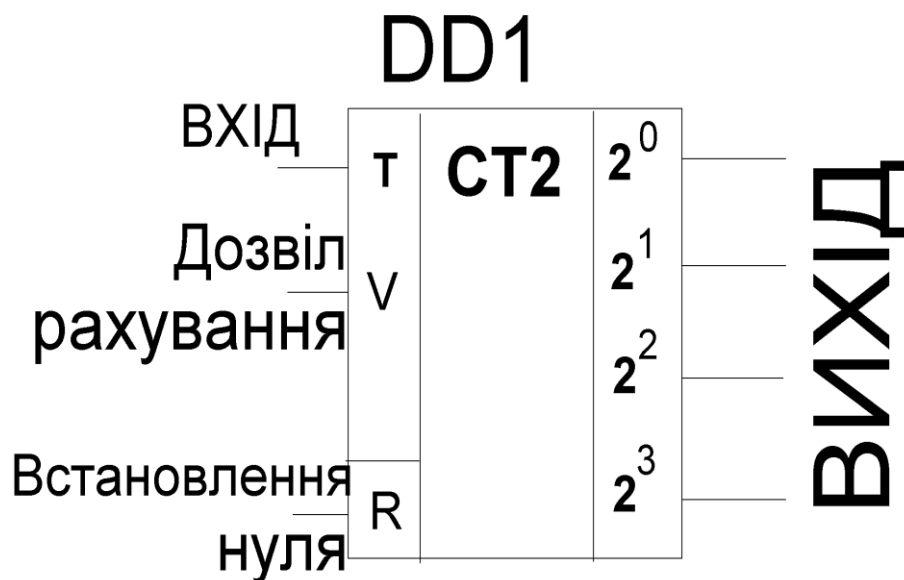 DD1
ВХІД
T
CT2
2^0
Дозвіл
рахування
V
2^1
2^2
Встановлення
нуля
R
2^3
ВИХІД